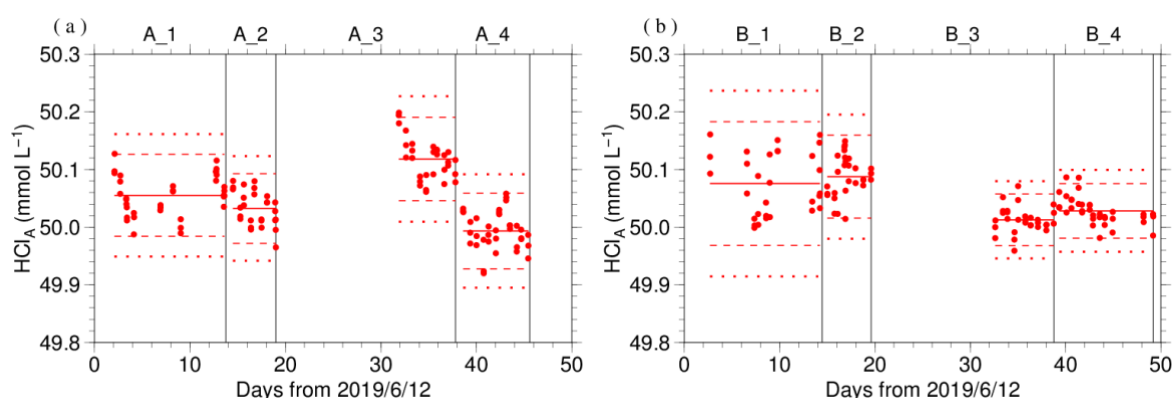 ( a ) A_1 A_2 A_3 A_4
50.3
50.2
50.1
50.0
49.9
49.8
HCl_A (mmol L⁻¹)
0 10 20 30 40 50
Days from 2019/6/12
( b ) B_1 B_2 B_3 B_4
50.3
50.2
50.1
50.0
49.9
49.8
HCl_A (mmol L⁻¹)
0 10 20 30 40 50
Days from 2019/6/12